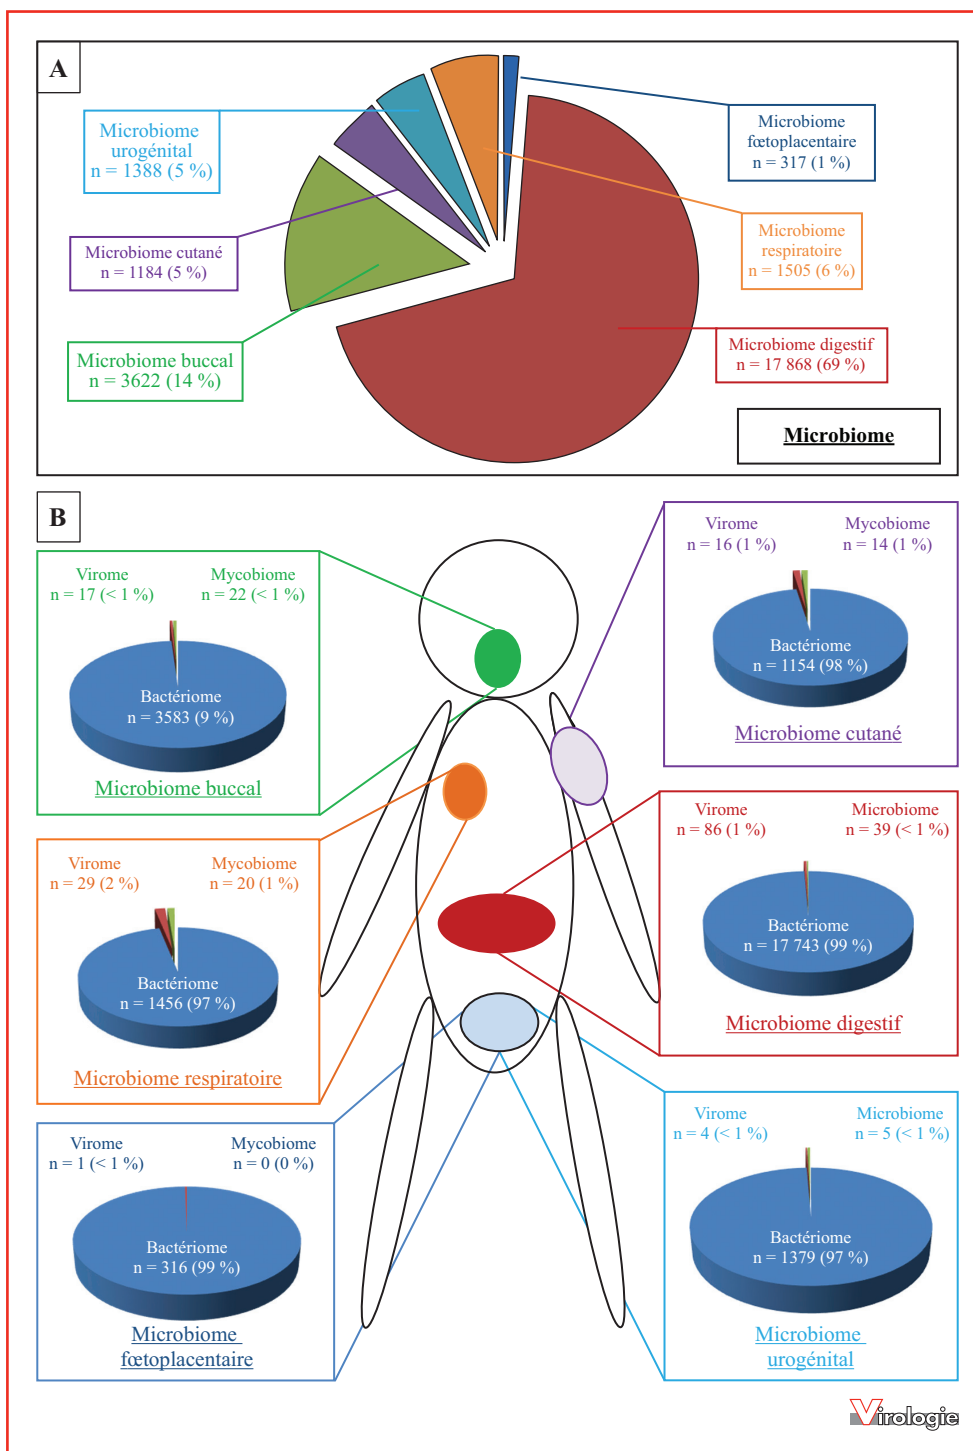 A
Microbiome
urogénital
n = 1388 (5 %)
Microbiome cutané
n = 1184 (5 %)
Microbiome buccal
n = 3622 (14 %)
Microbiome
fœtoplacentaire
n = 317 (1 %)
Microbiome
respiratoire
n = 1505 (6 %)
Microbiome digestif
n = 17 868 (69 %)
Microbiome
B
Virome
n = 17 (< 1 %)
Mycobiome
n = 22 (< 1 %)
Bactériome
n = 3583 (9 %)
Microbiome buccal
Virome
n = 16 (1 %)
Mycobiome
n = 14 (1 %)
Bactériome
n = 1154 (98 %)
Microbiome cutané
Virome
n = 29 (2 %)
Mycobiome
n = 20 (1 %)
Bactériome
n = 1456 (97 %)
Microbiome respiratoire
Virome
n = 86 (1 %)
Microbiome
n = 39 (< 1 %)
Bactériome
n = 17 743 (99 %)
Microbiome digestif
Virome
n = 1 (< 1 %)
Mycobiome
n = 0 (0 %)
Bactériome
n = 316 (99 %)
Microbiome
fœtoplacentaire
Virome
n = 4 (< 1 %)
Microbiome
n = 5 (< 1 %)
Bactériome
n = 1379 (97 %)
Microbiome
urogénital
Virologie